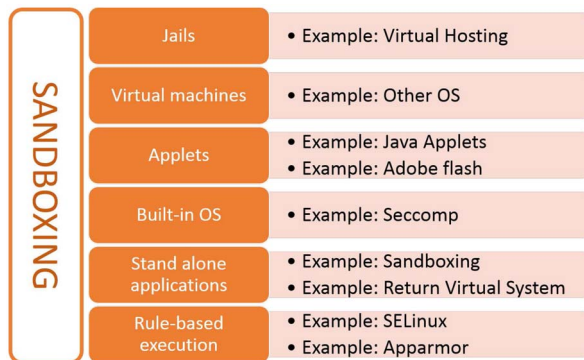 SANDBOXING
Jails
• Example: Virtual Hosting
Virtual machines
• Example: Other OS
Applets
• Example: Java Applets
• Example: Adobe flash
Built-in OS
• Example: Seccomp
Stand alone
applications
• Example: Sandboxing
• Example: Return Virtual System
Rule-based
execution
• Example: SELinux
• Example: Apparmor